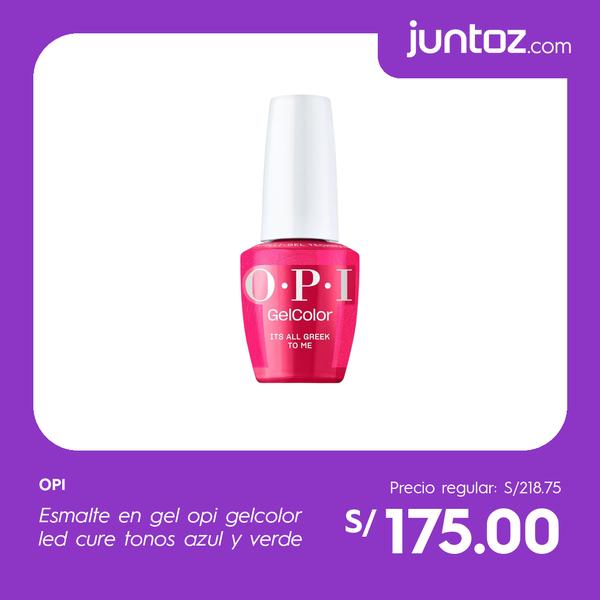 juntoz.com
O·P·I
GelColor
ITS ALL GREEK
TO ME
OPI
Esmalte en gel opi gelcolor
led cure tonos azul y verde
Precio regular: S/218.75
S/ 175.00